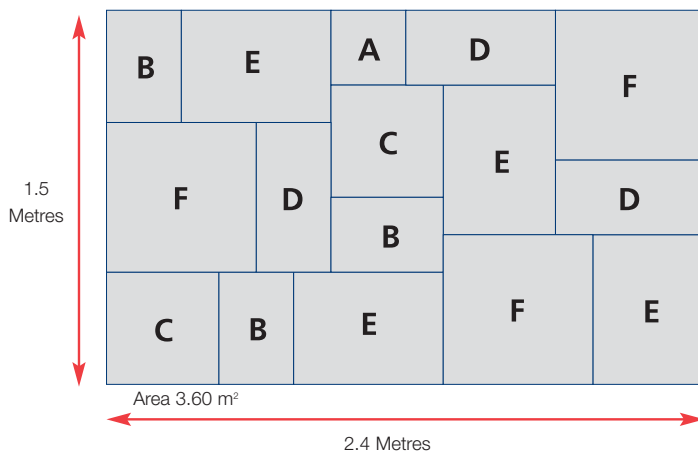 B E A D F
C
E
1.5
Metres
F D D
B
C B E F E
Area 3.60 m²
2.4 Metres